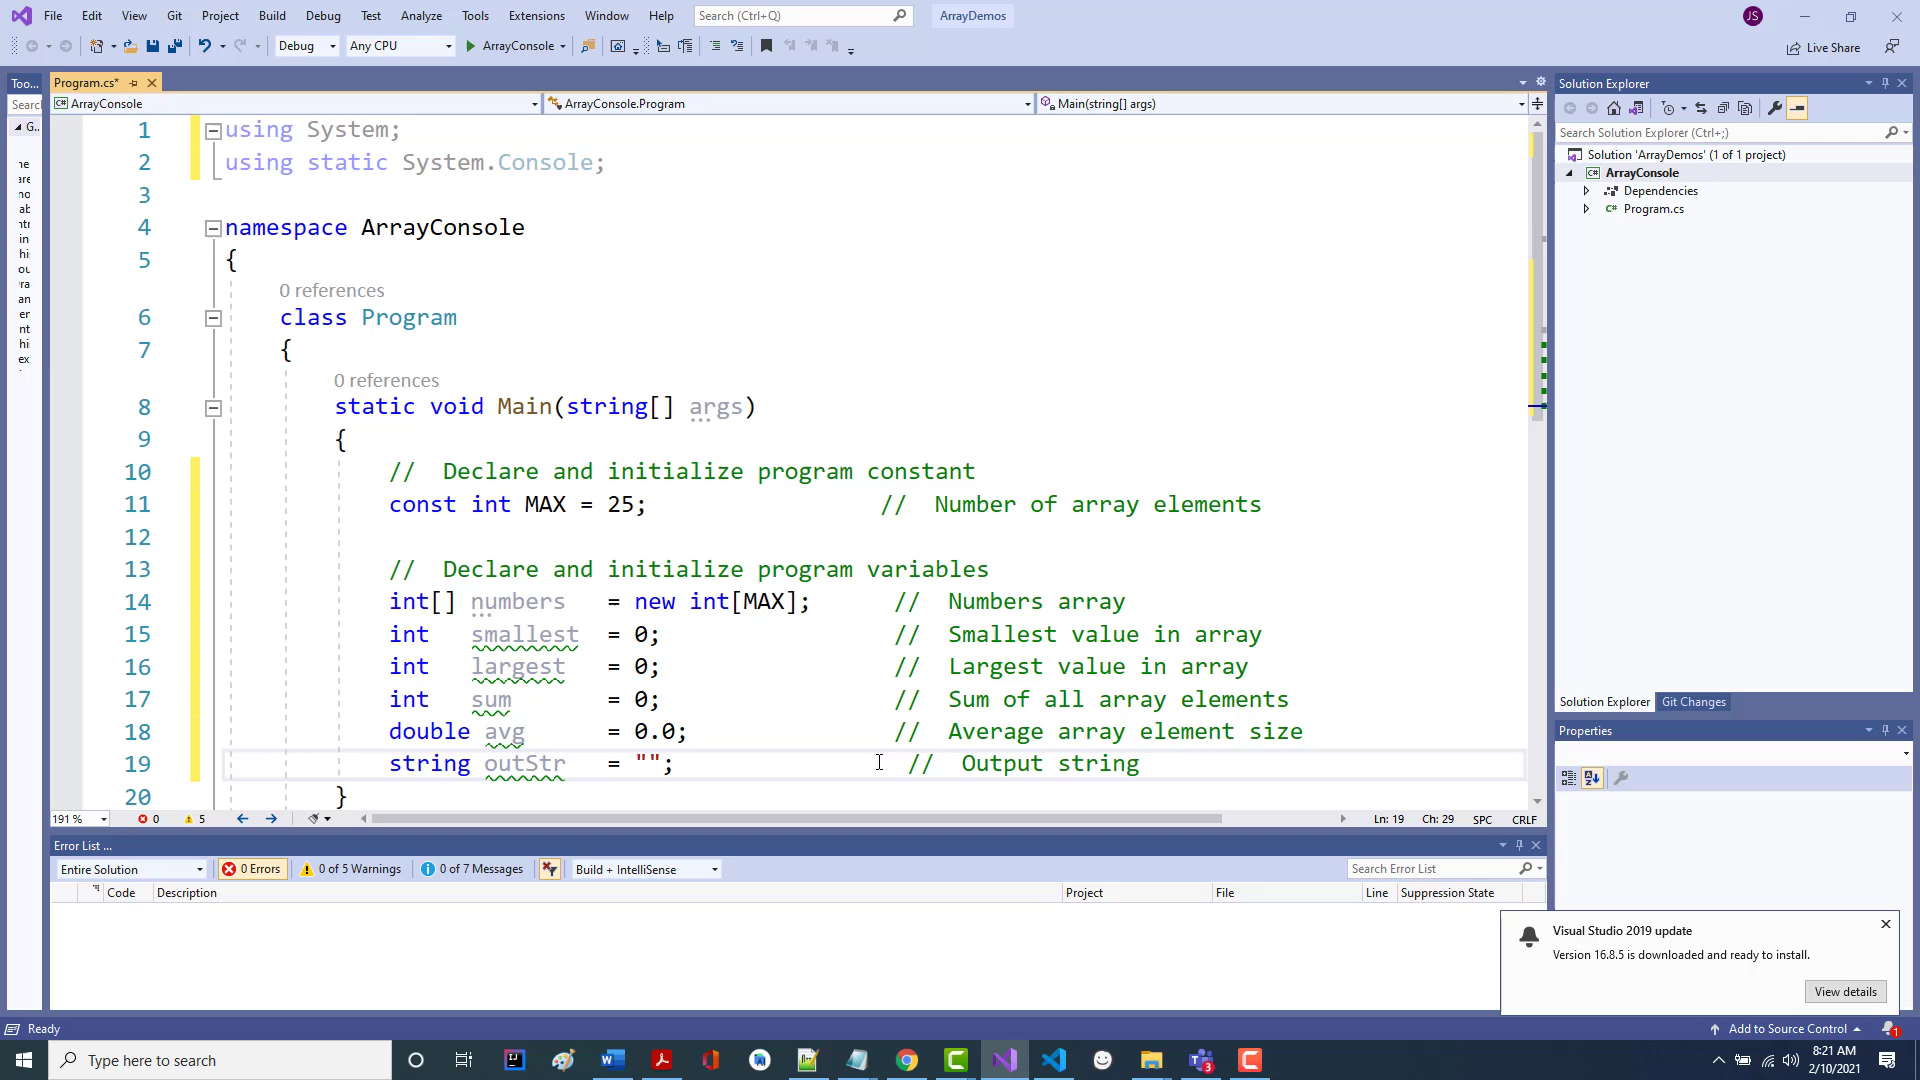 File Edit View Git Project Build Debug Test Analyze Tools Extensions Window Help Search (Ctrl+Q) ArrayDemos JS
Debug Any CPU ArrayConsole Live Share
Too... Program.cs* Solution Explorer
Searc ArrayConsole ArrayConsole.Program Main(string[] args)
G..
Search Solution Explorer (Ctrl+;)
Solution 'ArrayDemos' (1 of 1 project)
ArrayConsole
Dependencies
Program.cs
1 using System;
2 using static System.Console;
3
4 namespace ArrayConsole
5 {
0 references
6 class Program
7 {
0 references
8 static void Main(string[] args)
9 {
10 // Declare and initialize program constant
11 const int MAX = 25; // Number of array elements
12
13 // Declare and initialize program variables
14 int[] numbers = new int[MAX]; // Numbers array
15 int smallest = 0; // Smallest value in array
16 int largest = 0; // Largest value in array
17 int sum = 0; // Sum of all array elements
18 double avg = 0.0; // Average array element size
19 string outStr = ""; // Output string
20 }
Solution Explorer Git Changes
Properties
191 % 0 5 Ln: 19 Ch: 29 SPC CRLF
Error List ...
Entire Solution 0 Errors 0 of 5 Warnings 0 of 7 Messages Build + IntelliSense Search Error List
Code Description Project File Line Suppression State
Visual Studio 2019 update
Version 16.8.5 is downloaded and ready to install.
View details
Ready Add to Source Control 1
Type here to search 3 8:21 AM
2/10/2021